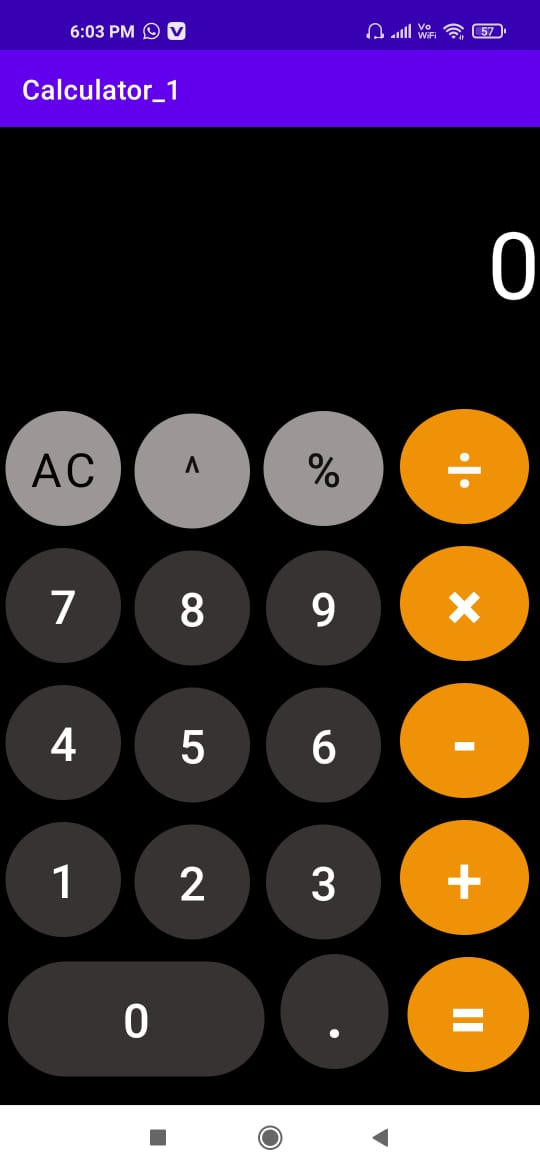 6:03 PM Vo WiFi 57
Calculator_1
0
AC ^ % ÷
7 8 9 ×
4 5 6 -
1 2 3 +
0 . =